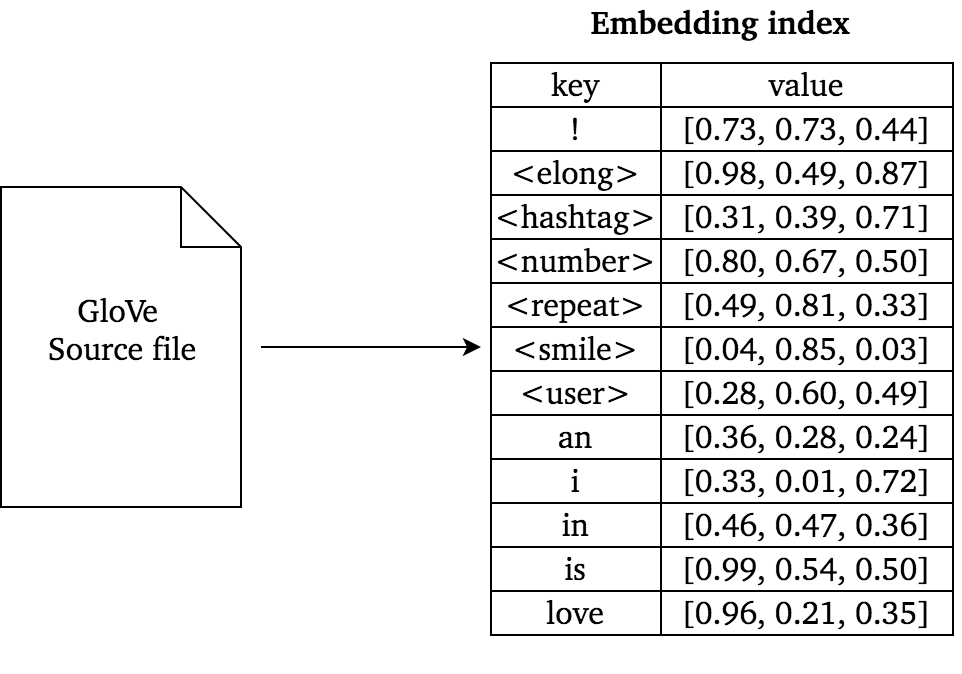 Embedding index
key value
! [0.73, 0.73, 0.44]
<elong> [0.98, 0.49, 0.87]
<hashtag> [0.31, 0.39, 0.71]
<number> [0.80, 0.67, 0.50]
<repeat> [0.49, 0.81, 0.33]
<smile> [0.04, 0.85, 0.03]
<user> [0.28, 0.60, 0.49]
an [0.36, 0.28, 0.24]
i [0.33, 0.01, 0.72]
in [0.46, 0.47, 0.36]
is [0.99, 0.54, 0.50]
love [0.96, 0.21, 0.35]
GloVe
Source file